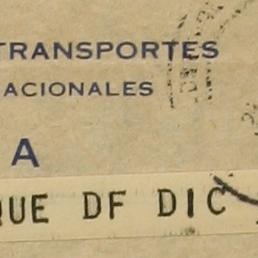 TRANSPORTES
ACIONALES
A
QUE DF DIC